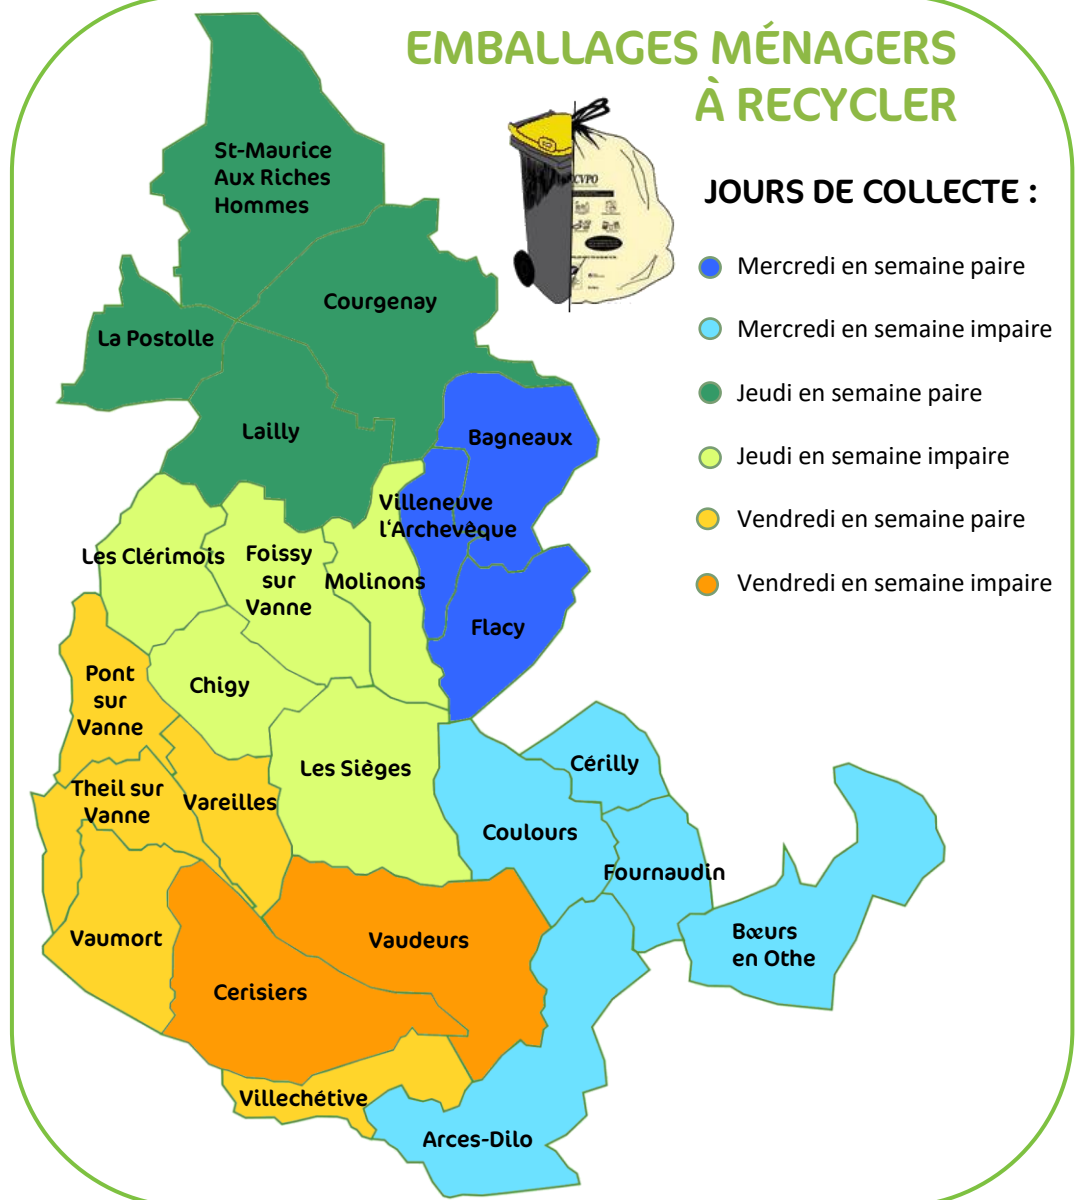 EMBALLAGES MÉNAGERS
À RECYCLER
CVPO
JOURS DE COLLECTE :
Mercredi en semaine paire
Mercredi en semaine impaire
Jeudi en semaine paire
Jeudi en semaine impaire
Vendredi en semaine paire
Vendredi en semaine impaire
St-Maurice
Aux Riches
Hommes
Courgenay
La Postolle
Lailly
Bagneaux
Villeneuve
l'Archevêque
Les Clérimois
Foissy
sur
Vanne
Molinons
Flacy
Pont
sur
Vanne
Chigy
Les Sièges
Cérilly
Theil sur
Vanne
Vareilles
Coulours
Fournaudin
Vaumort
Vaudeurs
Bœurs
en Othe
Cerisiers
Villechétive
Arces-Dilo